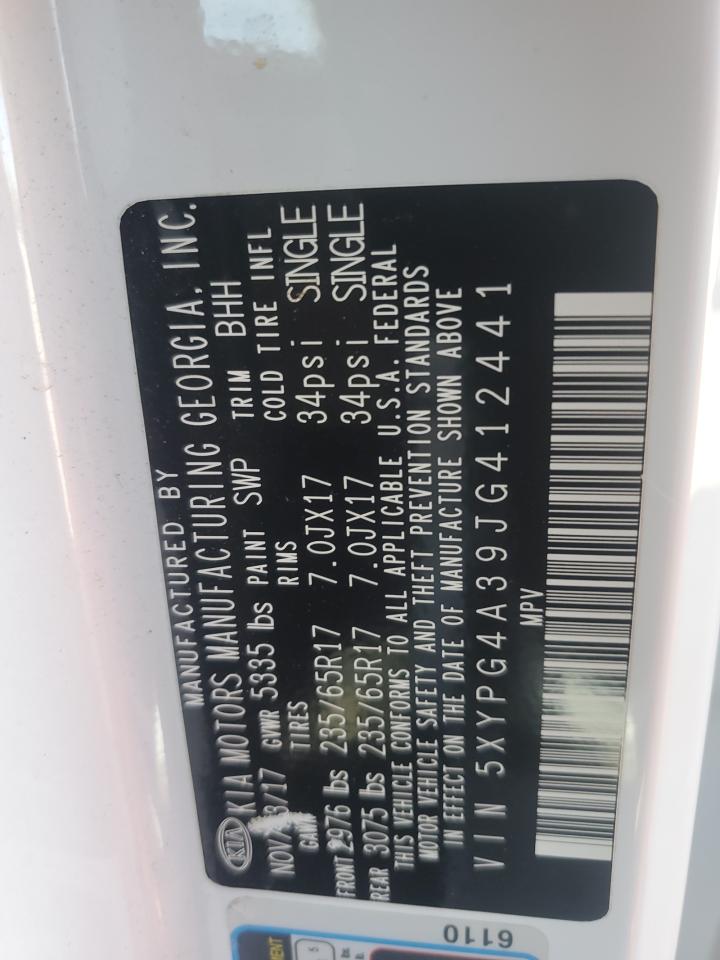 MANUFACTURED BY
KIA KIA MOTORS MANUFACTURING GEORGIA, INC.
GVWR 5335 lbs PAINT SWP TRIM BHH
TIRES RIMS COLD TIRE INFL
FRONT 2976 lbs 235/65R17 7.0JX17 34psi SINGLE
REAR 3075 lbs 235/65R17 7.0JX17 34psi SINGLE
THIS VEHICLE CONFORMS TO ALL APPLICABLE U.S.A. FEDERAL
MOTOR VEHICLE SAFETY AND THEFT PREVENTION STANDARDS
IN EFFECT ON THE DATE OF MANUFACTURE SHOWN ABOVE
VIN 5XYPG4A39JG412441
MPV
6110